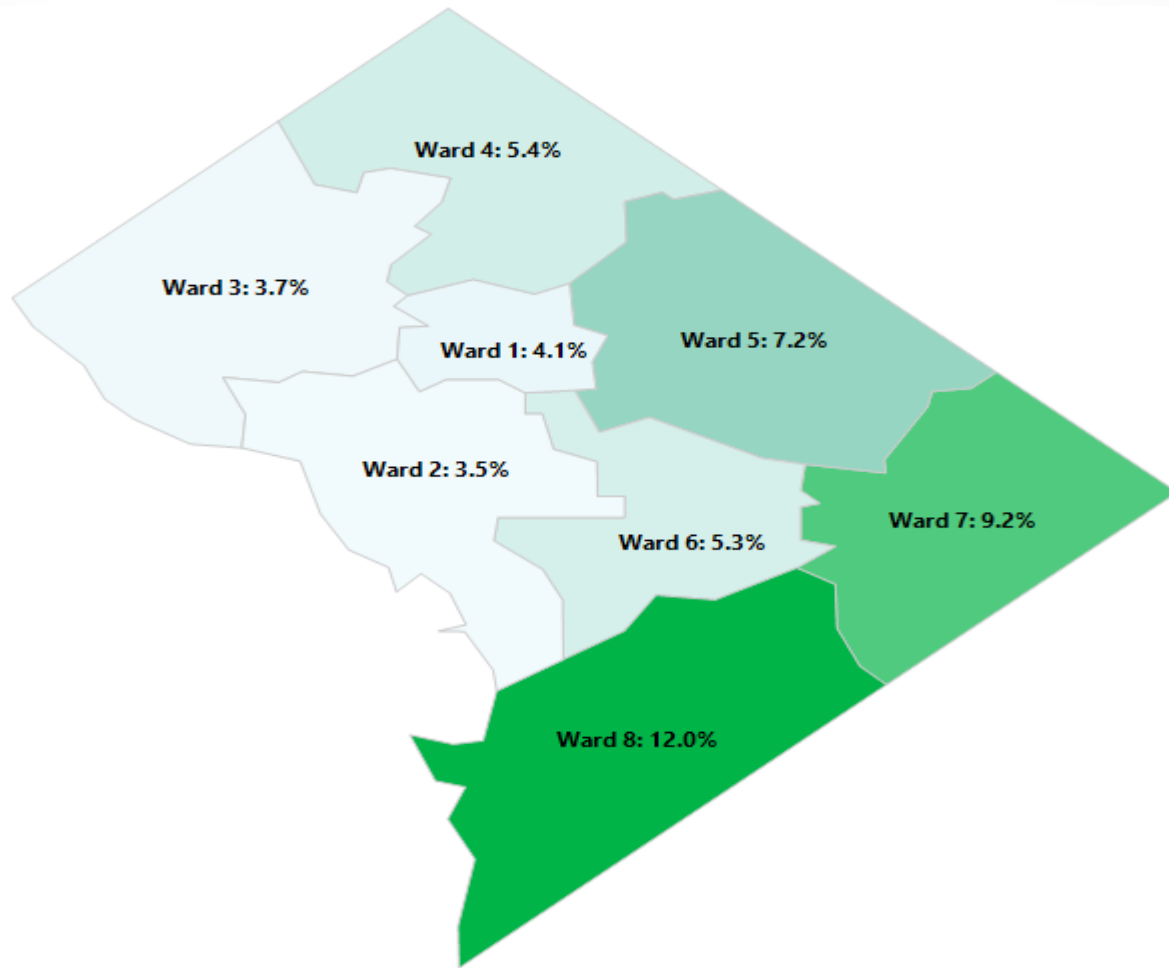 Ward 4: 5.4%
Ward 3: 3.7%
Ward 5: 7.2%
Ward 1: 4.1%
Ward 2: 3.5%
Ward 7: 9.2%
Ward 6: 5.3%
Ward 8: 12.0%